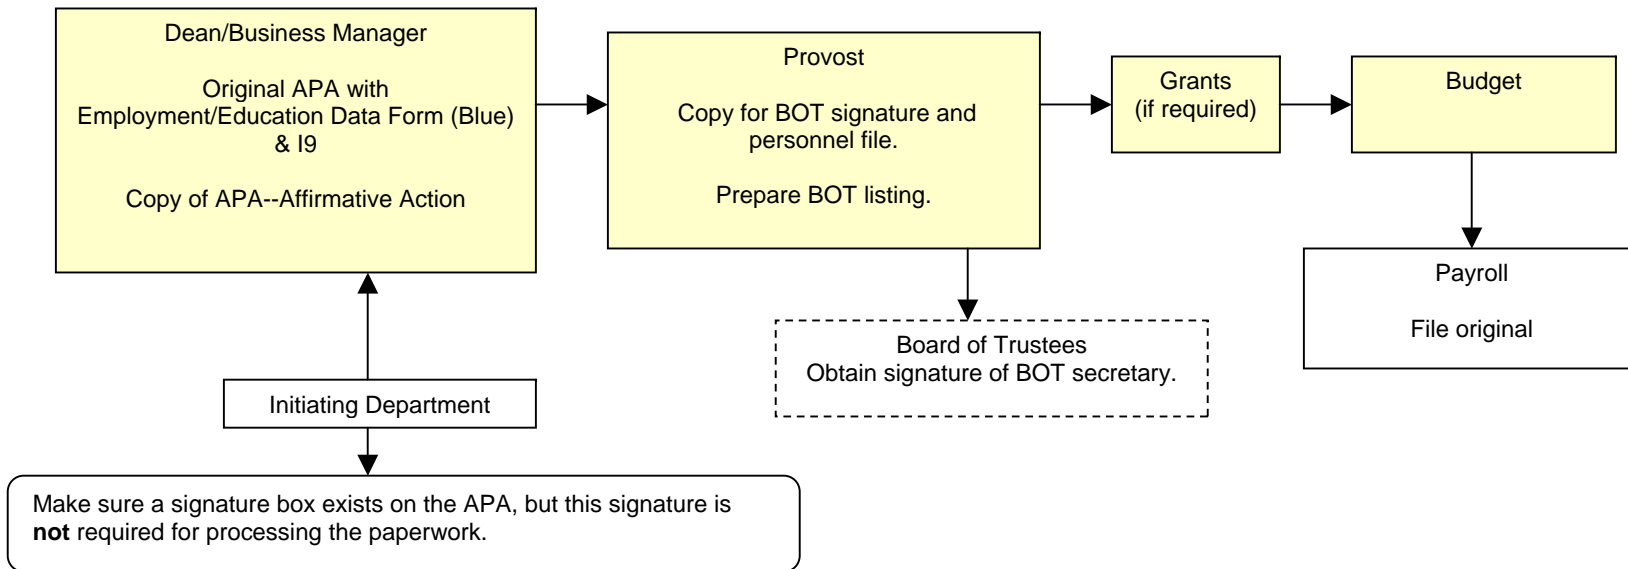 Dean/Business Manager
Original APA with
Employment/Education Data Form (Blue)
& I9
Copy of APA--Affirmative Action
Provost
Copy for BOT signature and
personnel file.
Prepare BOT listing.
Grants
(if required)
Budget
Payroll
File original
Board of Trustees
Obtain signature of BOT secretary.
Initiating Department
Make sure a signature box exists on the APA, but this signature is
not required for processing the paperwork.